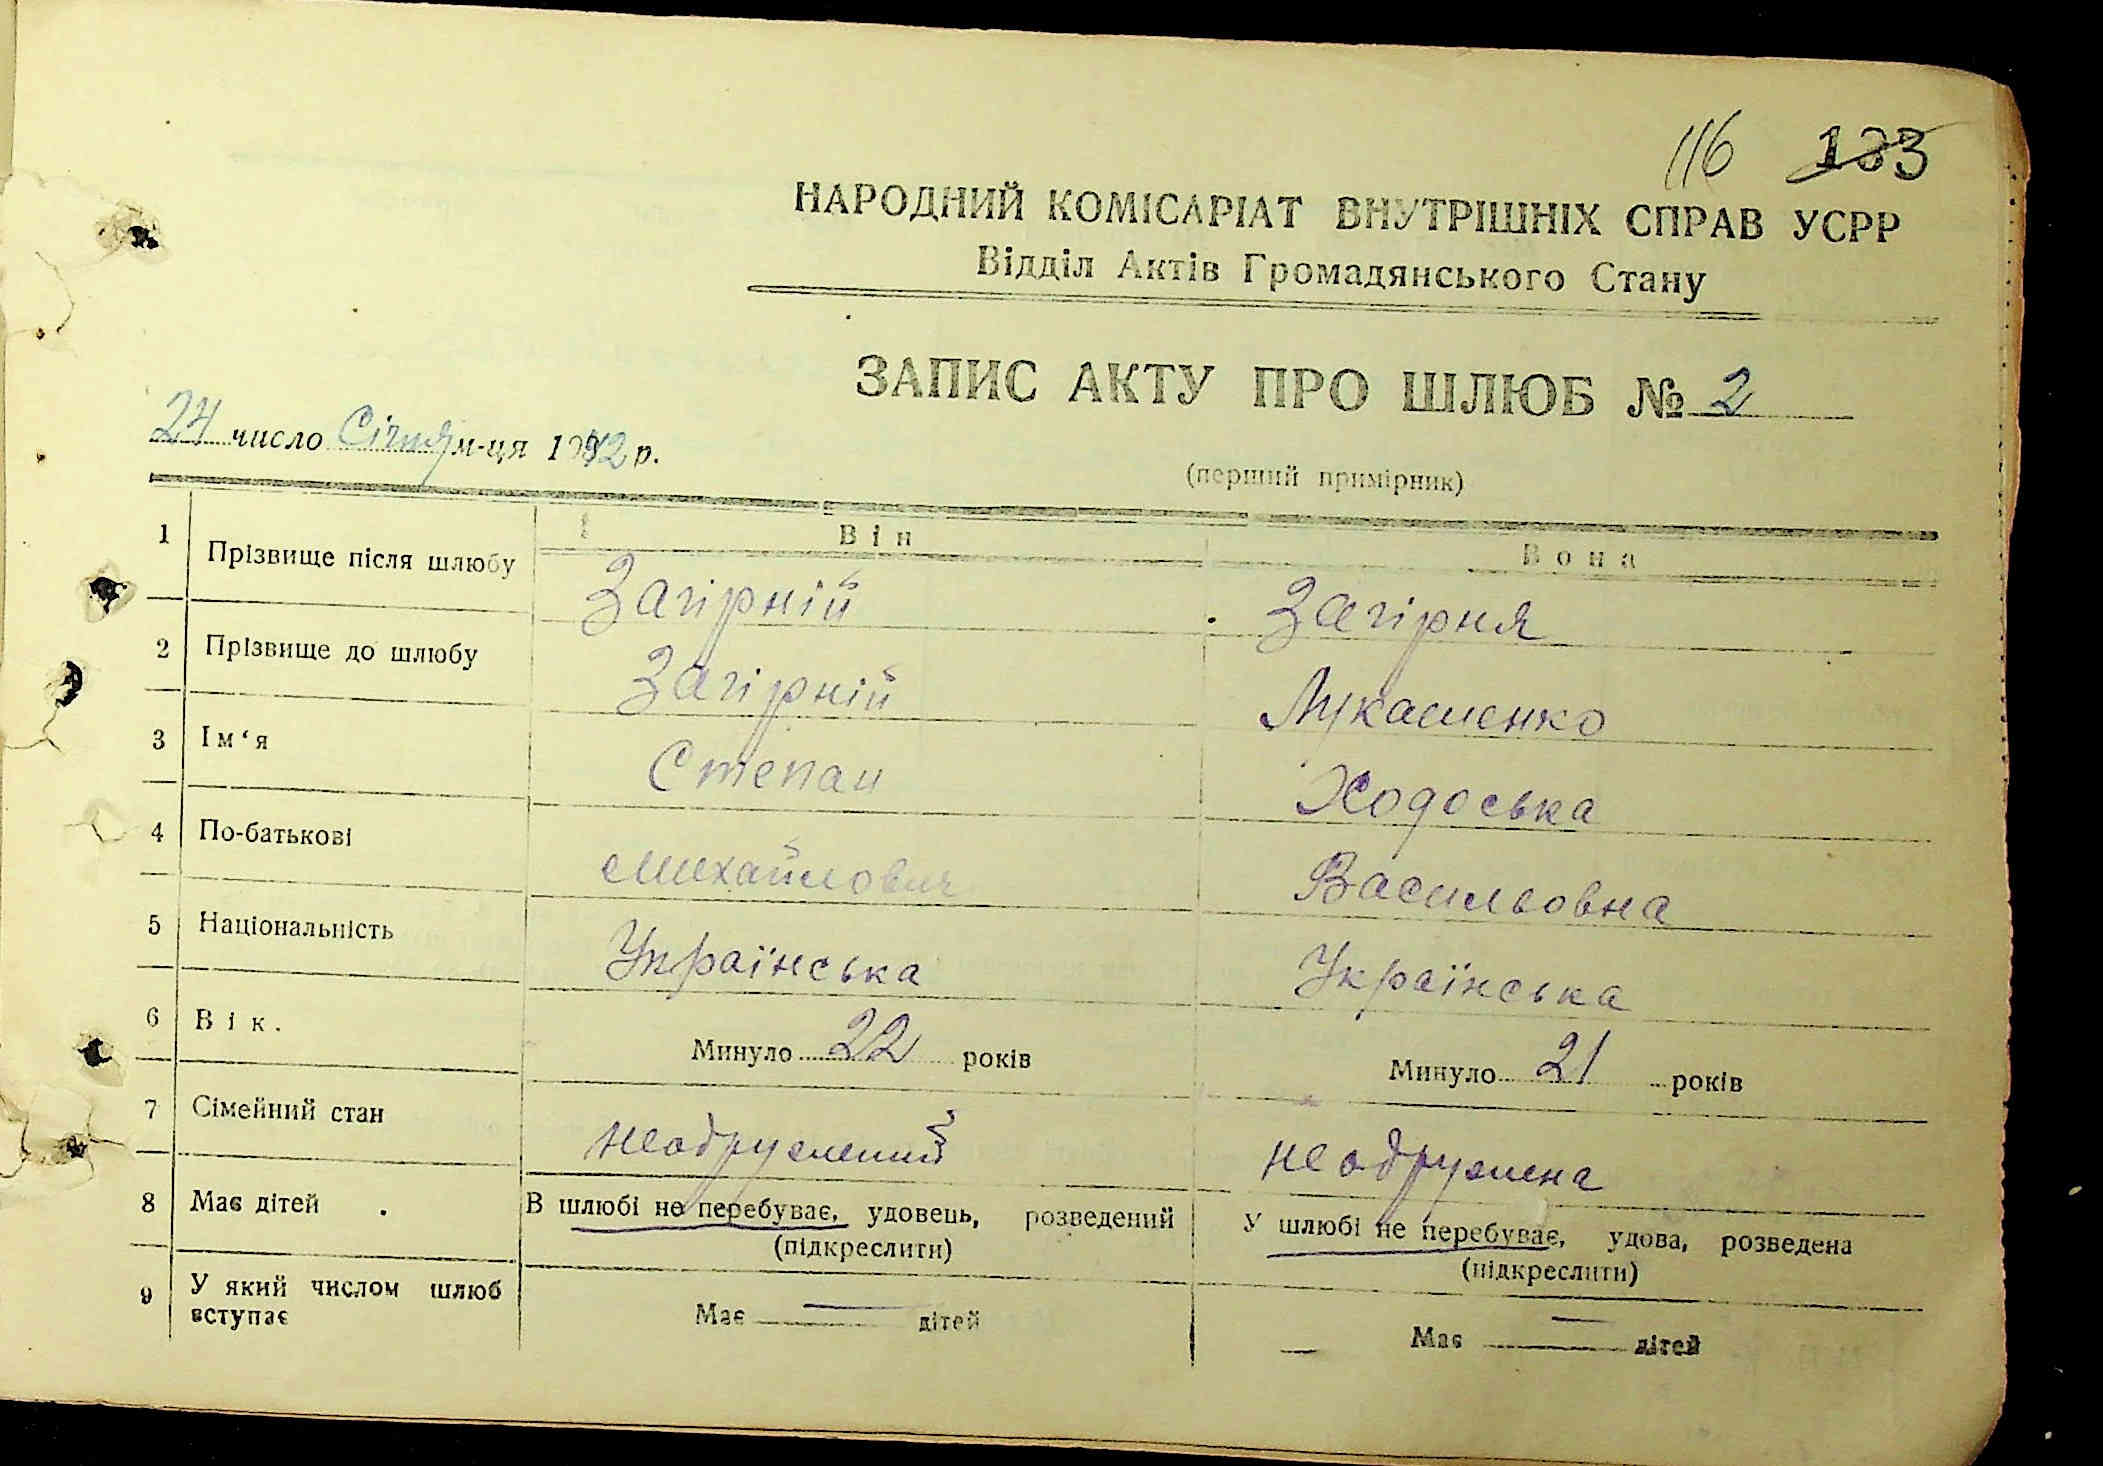 116 133
НАРОДНИЙ КОМІСАРІАТ ВНУТРІШНІХ СПРАВ УСРР
Відділ Актів Громадянського Стану
ЗАПИС АКТУ ПРО ШЛЮБ № 2
24 число Січня м-ця 1942 р.
(перший примірник)
Він Вона
1 Прізвище після шлюбу Загірній Загірня
2 Прізвище до шлюбу Загірній Лукашенко
3 Ім‘я Степан Ходоська
4 По-батькові Михайлович Васильовна
5 Національність Українська Українська
6 Вік. Минуло 22 років Минуло 21 років
7 Сімейний стан неодружений неодружена
8 Має дітей В шлюбі не перебуває, удовець, розведений У шлюбі не перебуває, удова, розведена
(підкреслити) (підкреслити)
9 У який числом шлюб вступає Має — дітей Має — дітей